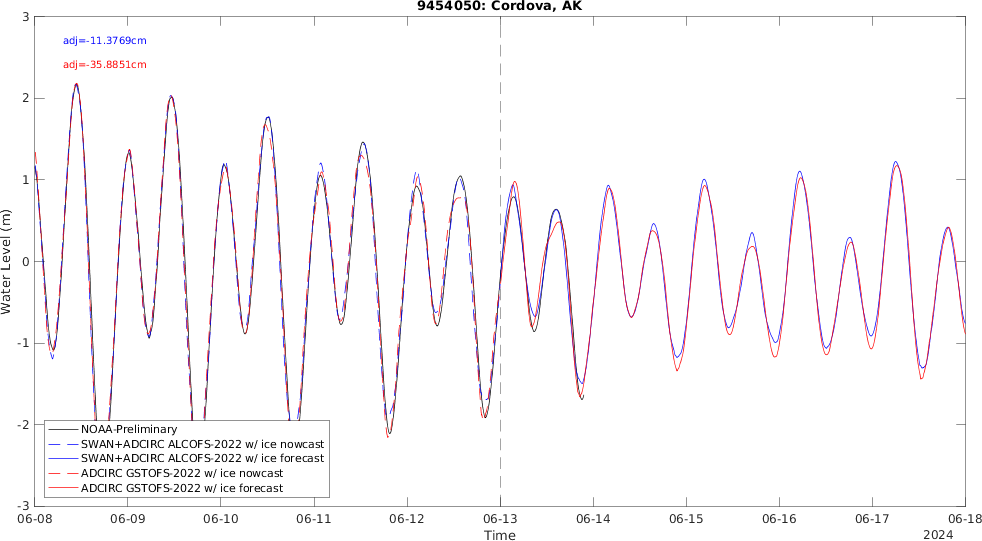 9454050: Cordova, AK
adj=-11.3769cm
adj=-35.8851cm
3
2
1
0
-1
-2
-3
Water Level (m)
NOAA-Preliminary
SWAN+ADCIRC ALCOFS-2022 w/ ice nowcast
SWAN+ADCIRC ALCOFS-2022 w/ ice forecast
ADCIRC GSTOFS-2022 w/ ice nowcast
ADCIRC GSTOFS-2022 w/ ice forecast
06-08 06-09 06-10 06-11 06-12 06-13 06-14 06-15 06-16 06-17 06-18
Time
2024